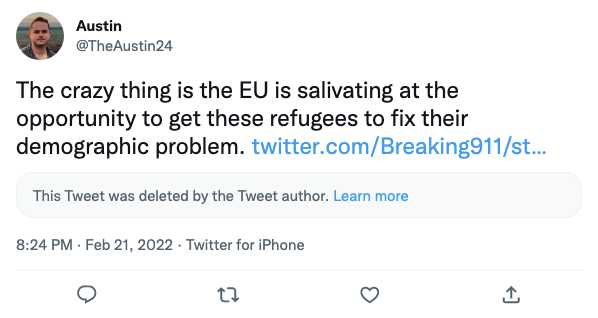 Austin
@TheAustin24
The crazy thing is the EU is salivating at the
opportunity to get these refugees to fix their
demographic problem. twitter.com/Breaking911/st...
This Tweet was deleted by the Tweet author. Learn more
8:24 PM · Feb 21, 2022 · Twitter for iPhone